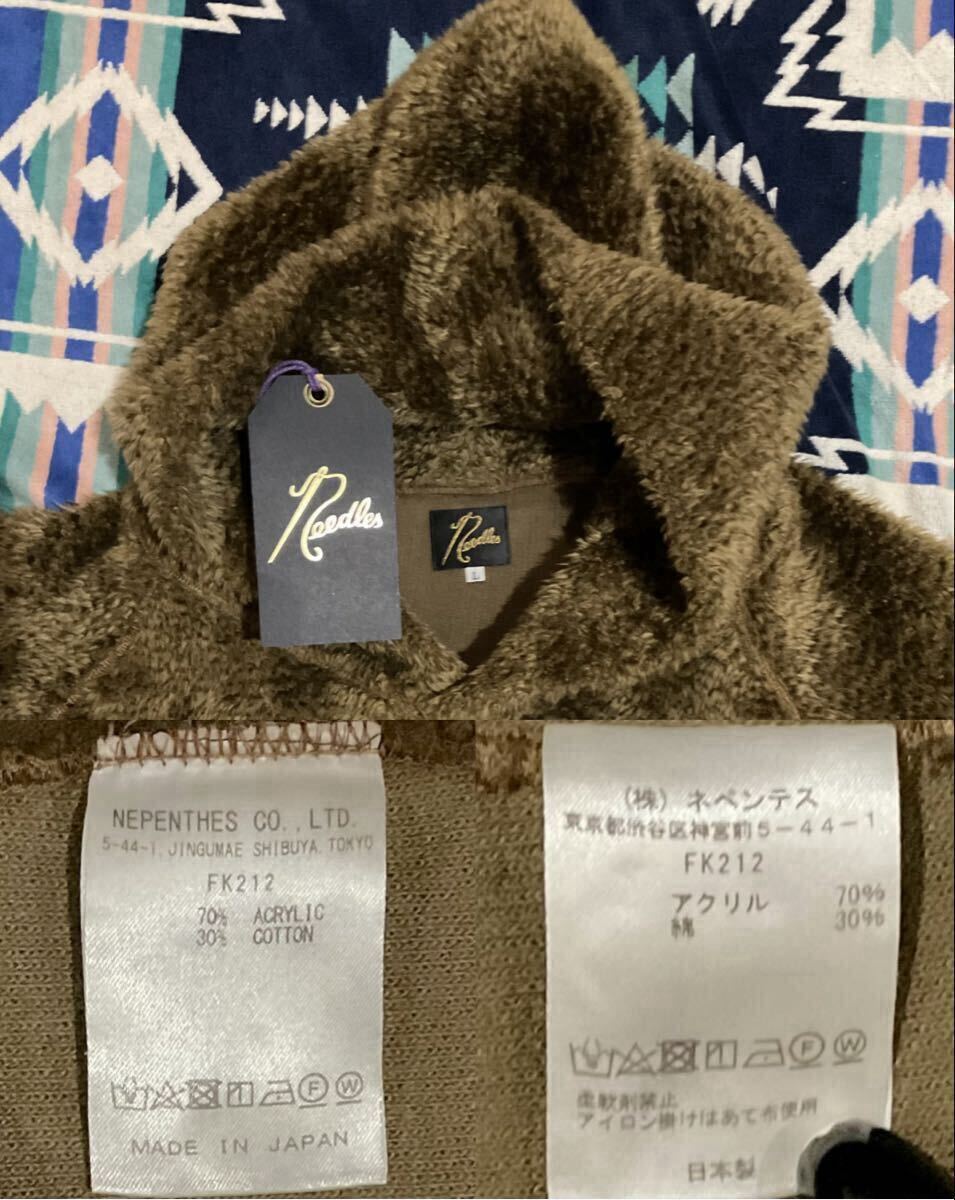 Needles
Needles
L
NEPENTHES CO., LTD.
5-44-1, JINGUMAE SHIBUYA, TOKYO
FK212
70% ACRYLIC
30% COTTON
F W
MADE IN JAPAN
(株) ネペンテス
東京都渋谷区神宮前5-44-1
FK212
アクリル 70%
綿 30%
F W
柔軟剤禁止
アイロン掛けはあて布使用
日本製